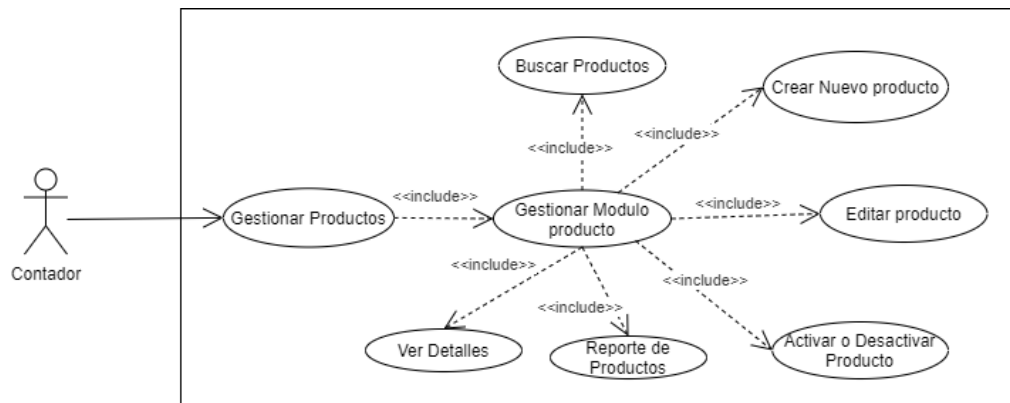 Buscar Productos
Crear Nuevo producto
<<include>>
<<include>>
<<include>>
<<include>>
Gestionar Productos
Gestionar Modulo
producto
Editar producto
Contador
<<include>>
<<include>>
<<include>>
Ver Detalles
Reporte de
Productos
Activar o Desactivar
Producto